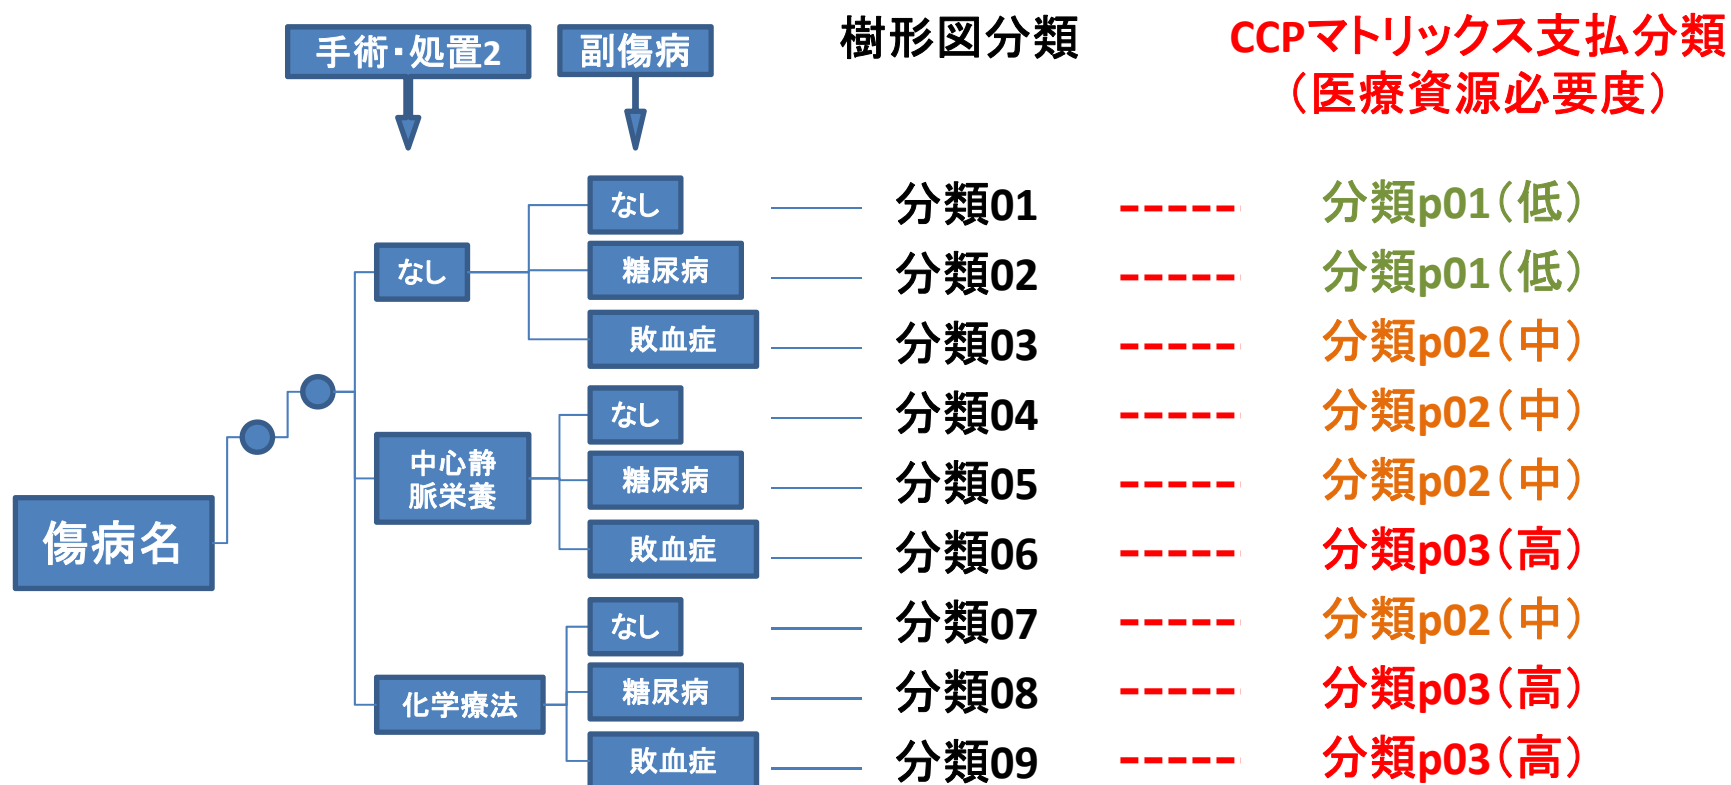 手術・処置2
副傷病
樹形図分類
CCPマトリックス支払分類
（医療資源必要度）
なし
分類01
分類p01（低）
なし
糖尿病
分類02
分類p01（低）
敗血症
分類03
分類p02（中）
なし
分類04
分類p02（中）
中心静
脈栄養
糖尿病
分類05
分類p02（中）
傷病名
敗血症
分類06
分類p03（高）
なし
分類07
分類p02（中）
化学療法
糖尿病
分類08
分類p03（高）
敗血症
分類09
分類p03（高）